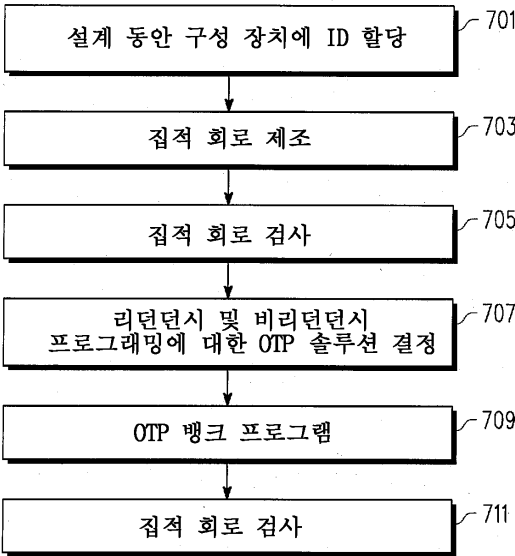 설계 동안 구성 장치에 ID 할당
701
집적 회로 제조
703
집적 회로 검사
705
리던던시 및 비리던던시
프로그래밍에 대한 OTP 솔루션 결정
707
OTP 뱅크 프로그램
709
집적 회로 검사
711